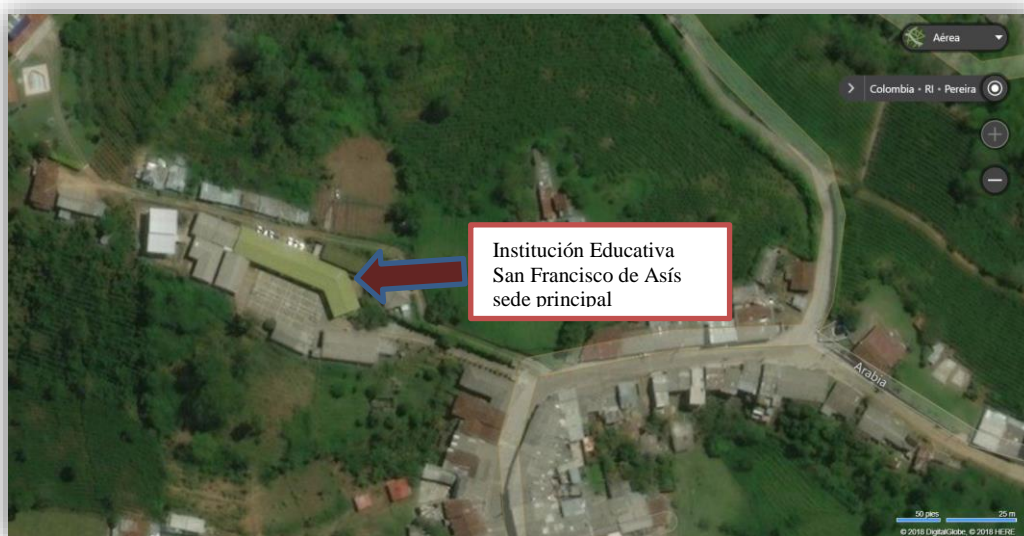 Aérea
Colombia • RI • Pereira
Institución Educativa
San Francisco de Asís
sede principal
Arabia
50 pies 25 m
© 2018 DigitalGlobe, © 2018 HERE